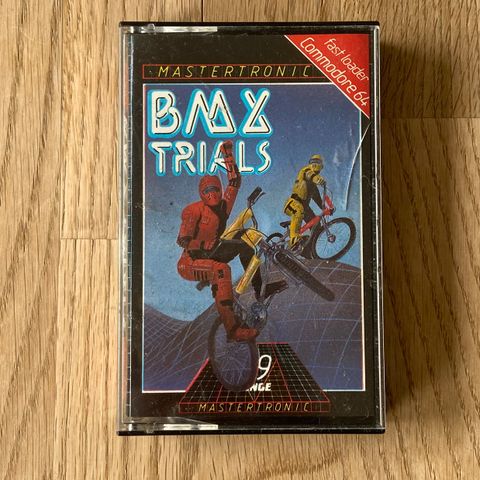 MASTERTRONIC
fast loader
Commodore 64
BMX
TRIALS
9
MASTERTRONIC